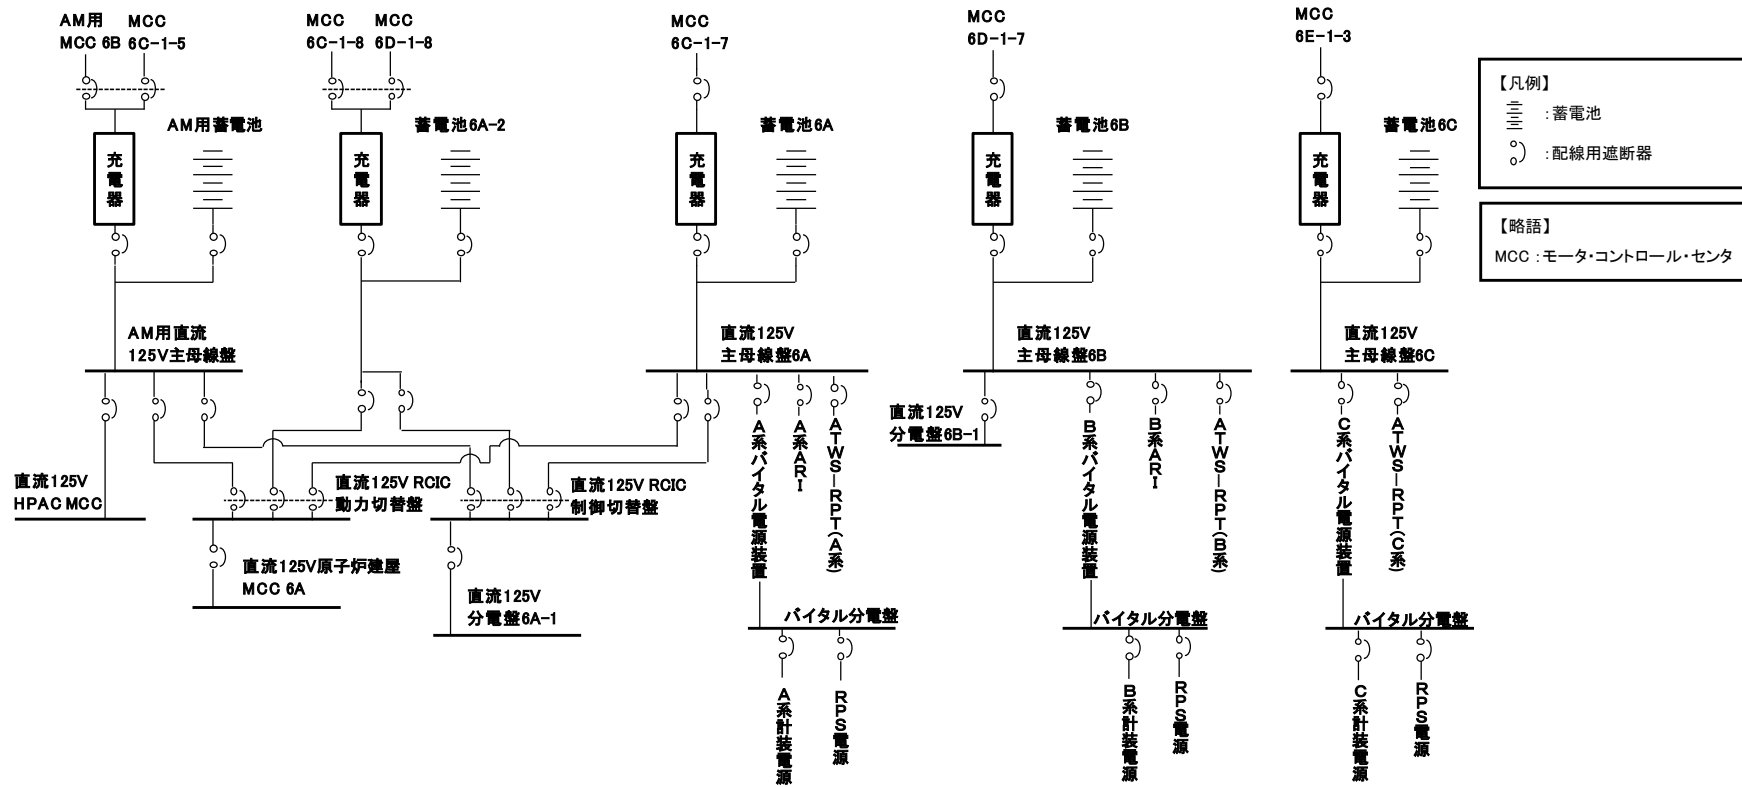 AM用
MCC 6B
MCC
6C-1-5
MCC
6C-1-8
MCC
6D-1-8
MCC
6C-1-7
MCC
6D-1-7
MCC
6E-1-3
【凡例】
:蓄電池
:配線用遮断器
【略語】
MCC：モータ・コントロール・センタ
充電器
AM用蓄電池
充電器
蓄電池6A-2
充電器
蓄電池6A
充電器
蓄電池6B
充電器
蓄電池6C
AM用直流
125V主母線盤
直流125V
主母線盤6A
直流125V
主母線盤6B
直流125V
主母線盤6C
直流125V
分電盤6B-1
直流125V
HPAC MCC
直流125V RCIC
動力切替盤
直流125V RCIC
制御切替盤
直流125V原子炉建屋
MCC 6A
直流125V
分電盤6A-1
A系バイタル電源装置
A系ARI
ATWS－RPT（A系）
B系バイタル電源装置
B系ARI
ATWS－RPT（B系）
C系バイタル電源装置
ATWS－RPT（C系）
バイタル分電盤
バイタル分電盤
バイタル分電盤
A系計装電源
RPS電源
B系計装電源
RPS電源
C系計装電源
RPS電源